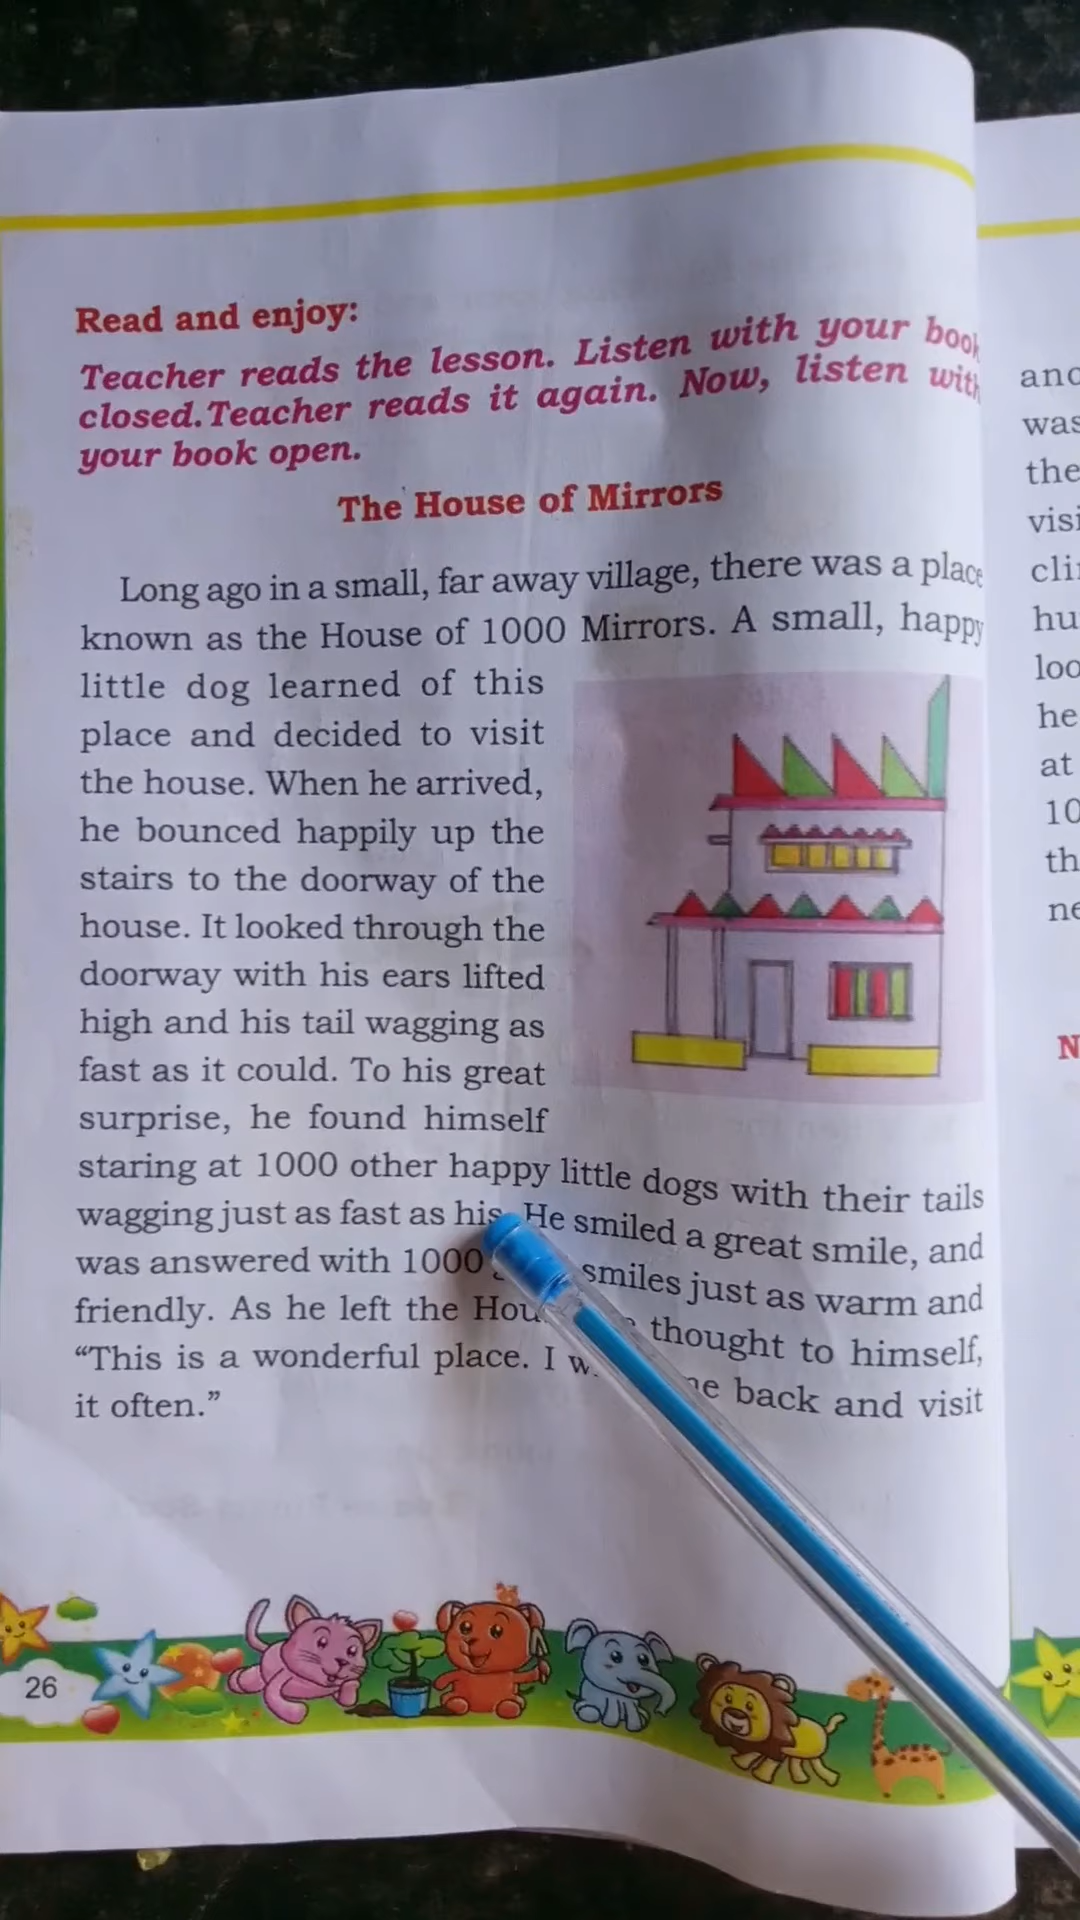 Read and enjoy:
Teacher reads the lesson. Listen with your book
closed. Teacher reads it again. Now, listen with
your book open.
The House of Mirrors
Long ago in a small, far away village, there was a place
known as the House of 1000 Mirrors. A small, happy
little dog learned of this
place and decided to visit
the house. When he arrived,
he bounced happily up the
stairs to the doorway of the
house. It looked through the
doorway with his ears lifted
high and his tail wagging as
fast as it could. To his great
surprise, he found himself
staring at 1000 other happy little dogs with their tails
wagging just as fast as his. He smiled a great smile, and
was answered with 1000 smiles just as warm and
friendly. As he left the thought to himself,
“This is a wonderful place. I back and visit
it often.”
26
the
at